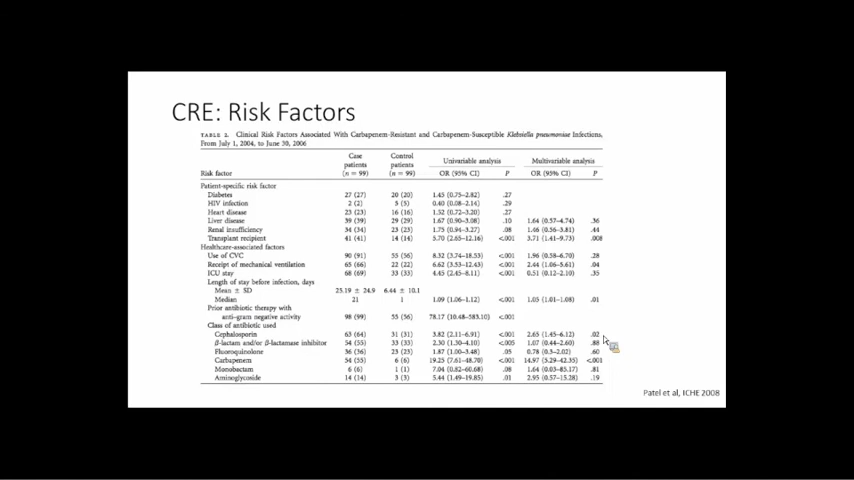 CRE: Risk Factors
TABLE 2. Clinical Risk Factors Associated With Carbapenem-Resistant and Carbapenem-Susceptible Klebsiella pneumoniae Infections,
From July 1, 2004, to June 30, 2006
Case patients (n = 99) Control patients (n = 99) Univariable analysis Multivariable analysis
Risk factor OR (95% CI) P OR (95% CI) P
Patient-specific risk factor
Diabetes 27 (27) 20 (20) 1.45 (0.75–2.82) .27
HIV infection 2 (2) 5 (5) 0.40 (0.08–2.14) .29
Heart disease 23 (23) 16 (16) 1.52 (0.72–3.20) .27
Liver disease 39 (39) 29 (29) 1.67 (0.90–3.08) .10 1.64 (0.57–4.74) .36
Renal insufficiency 34 (34) 23 (23) 1.75 (0.94–3.27) .08 1.46 (0.56–3.81) .44
Transplant recipient 41 (41) 14 (14) 5.70 (2.65–12.16) <.001 3.71 (1.41–9.73) .008
Healthcare-associated factors
Use of CVC 90 (91) 55 (56) 8.32 (3.74–18.53) <.001 1.96 (0.58–6.70) .28
Receipt of mechanical ventilation 65 (66) 22 (22) 6.62 (3.53–12.43) <.001 2.44 (1.06–5.61) .04
ICU stay 68 (69) 33 (33) 4.45 (2.45–8.11) <.001 0.51 (0.12–2.10) .35
Length of stay before infection, days
Mean ± SD 25.19 ± 24.9 6.44 ± 10.1
Median 21 1 1.09 (1.06–1.12) <.001 1.05 (1.01–1.08) .01
Prior antibiotic therapy with
anti–gram negative activity 98 (99) 55 (56) 78.17 (10.48–583.10) <.001
Class of antibiotic used
Cephalosporin 63 (64) 31 (31) 3.82 (2.11–6.91) <.001 2.65 (1.45–6.12) .02
β-lactam and/or β-lactamase inhibitor 54 (55) 33 (33) 2.30 (1.30–4.10) <.005 1.07 (0.44–2.60) .88
Fluoroquinolone 36 (36) 23 (23) 1.87 (1.00–3.48) .05 0.78 (0.3–2.02) .60
Carbapenem 54 (55) 6 (6) 19.25 (7.61–48.70) <.001 14.97 (5.29–42.35) <.001
Monobactam 6 (6) 1 (1) 7.04 (0.82–60.68) .08 1.64 (0.03–85.17) .81
Aminoglycoside 14 (14) 3 (3) 5.44 (1.49–19.85) .01 2.95 (0.57–15.28) .19
Patel et al, ICHE 2008